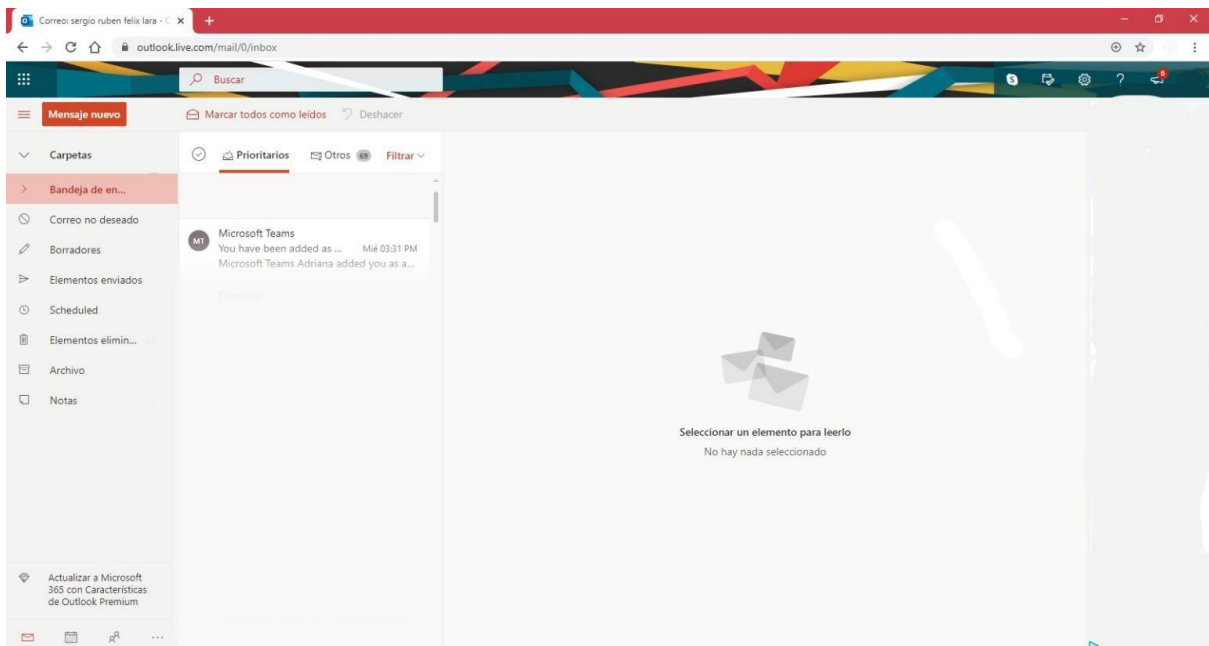 Correo: sergio ruben felix lara - C
outlook.live.com/mail/0/inbox
Buscar
Mensaje nuevo
Marcar todos como leídos
Deshacer
Carpetas
Prioritarios
Otros 69
Filtrar
Bandeja de en...
Correo no deseado
Borradores
Elementos enviados
Scheduled
Elementos elimin...
Archivo
Notas
MT
Microsoft Teams
You have been added as ... Mié 03:31 PM
Microsoft Teams Adriana added you as a...
Este mes
Seleccionar un elemento para leerlo
No hay nada seleccionado
Actualizar a Microsoft
365 con Características
de Outlook Premium